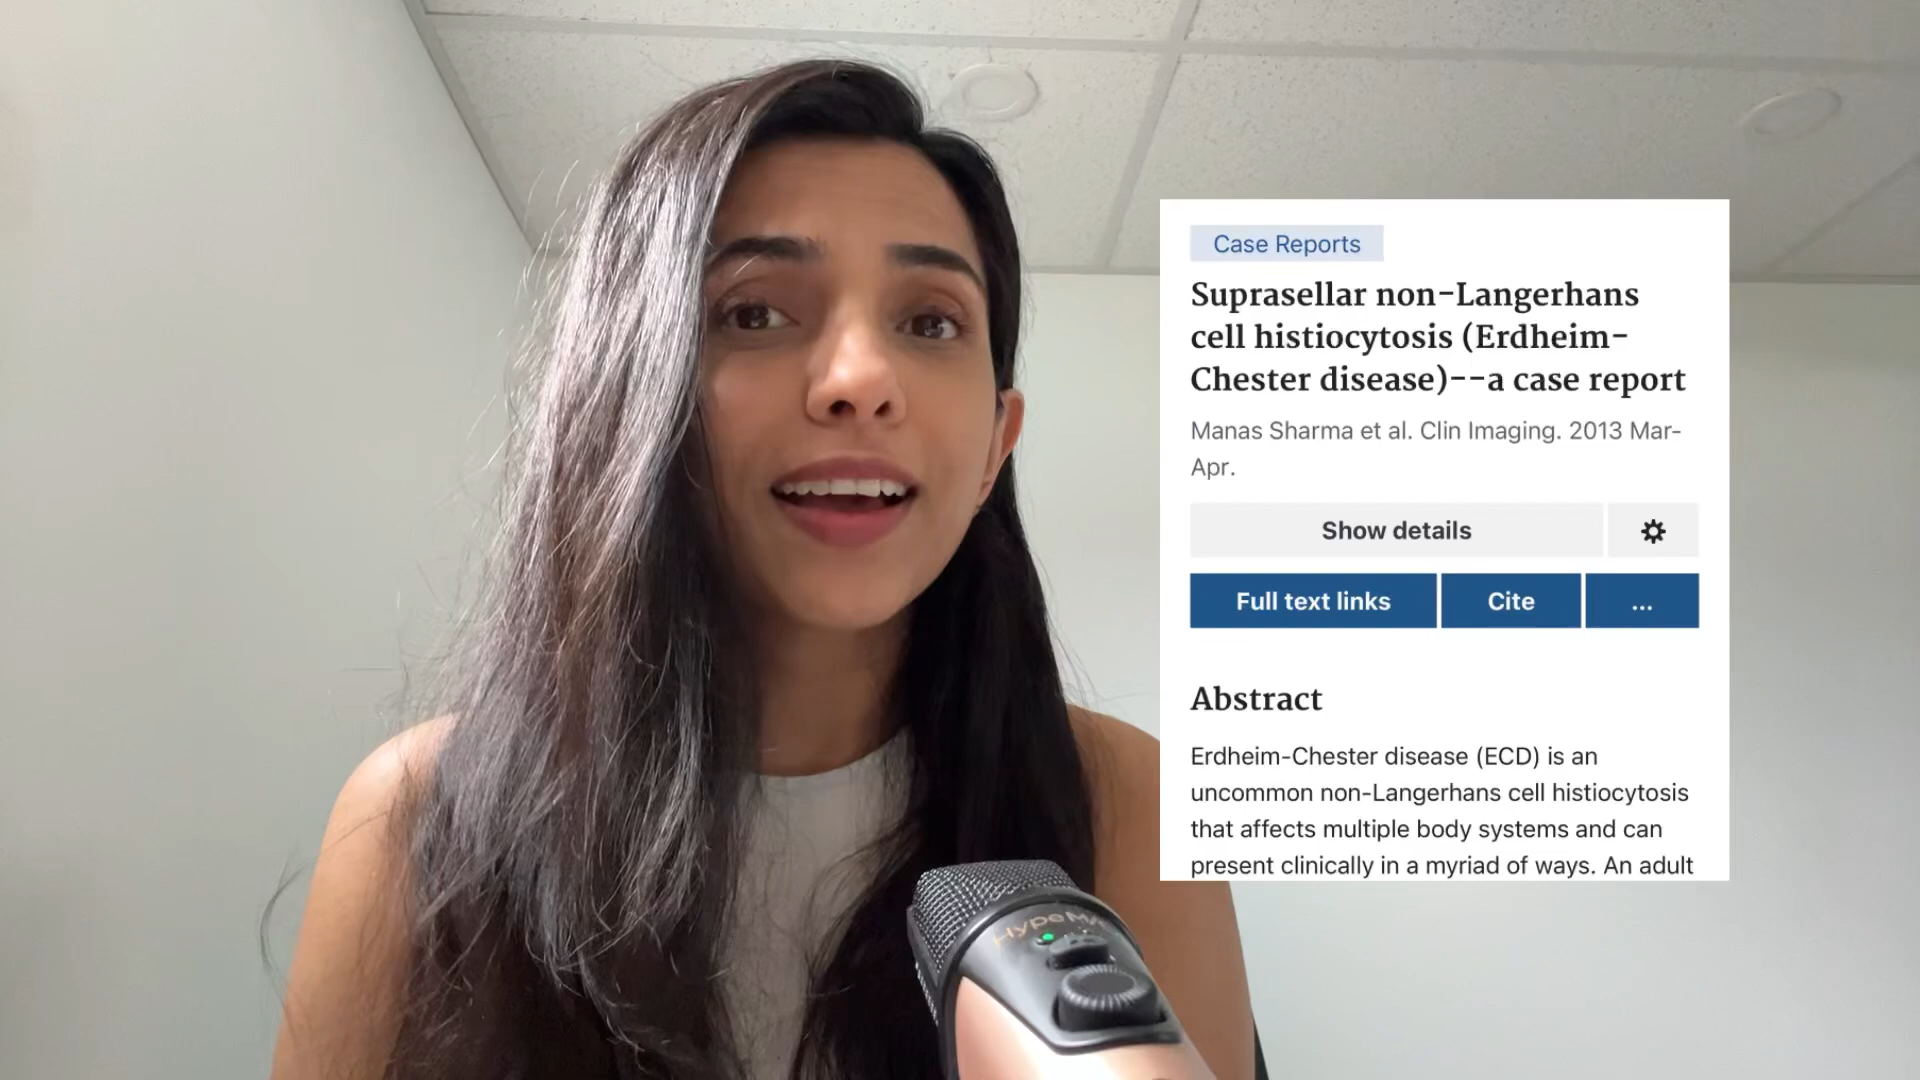 Case Reports
Suprasellar non-Langerhans
cell histiocytosis (Erdheim-
Chester disease)--a case report
Manas Sharma et al. Clin Imaging. 2013 Mar-
Apr.
Show details
Full text links
Cite
...
Abstract
Erdheim-Chester disease (ECD) is an
uncommon non-Langerhans cell histiocytosis
that affects multiple body systems and can
present clinically in a myriad of ways. An adult